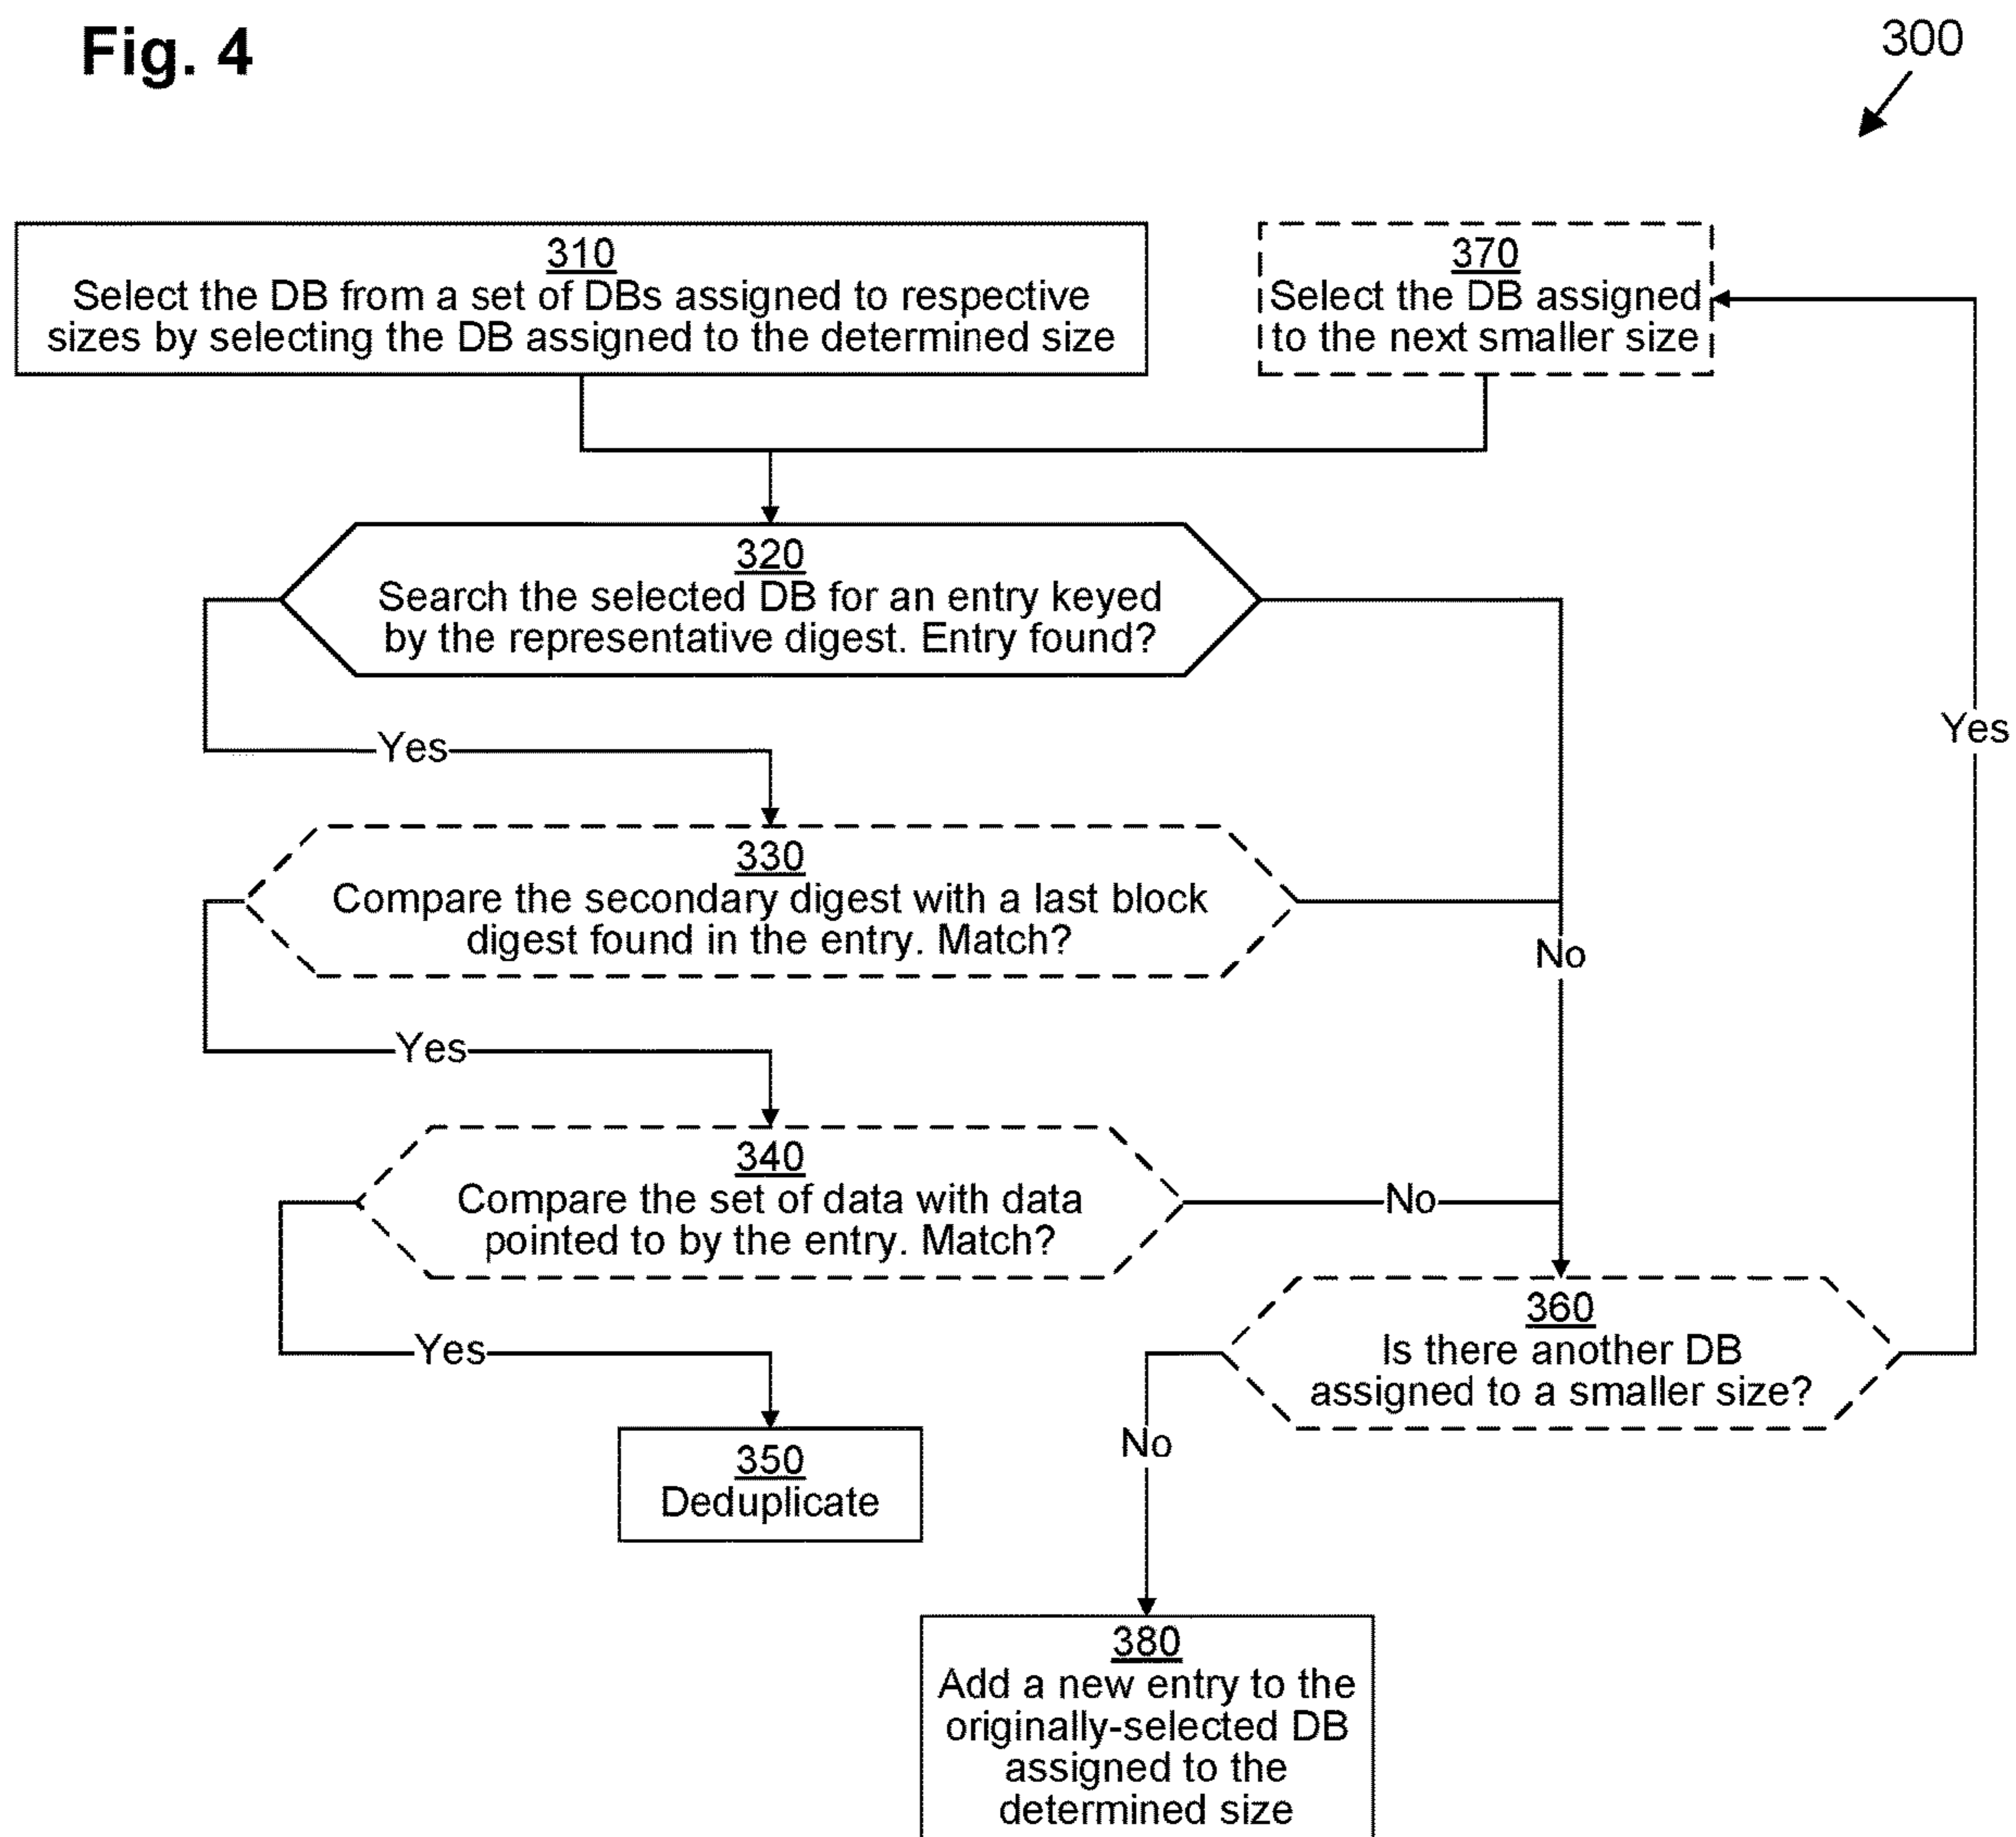 Fig. 4
300
310
Select the DB from a set of DBs assigned to respective
sizes by selecting the DB assigned to the determined size
370
Select the DB assigned
to the next smaller size
320
Search the selected DB for an entry keyed
by the representative digest. Entry found?
Yes
Yes
330
Compare the secondary digest with a last block
digest found in the entry. Match?
No
Yes
340
Compare the set of data with data
pointed to by the entry. Match?
No
360
Is there another DB
assigned to a smaller size?
Yes
No
350
Deduplicate
380
Add a new entry to the
originally-selected DB
assigned to the
determined size